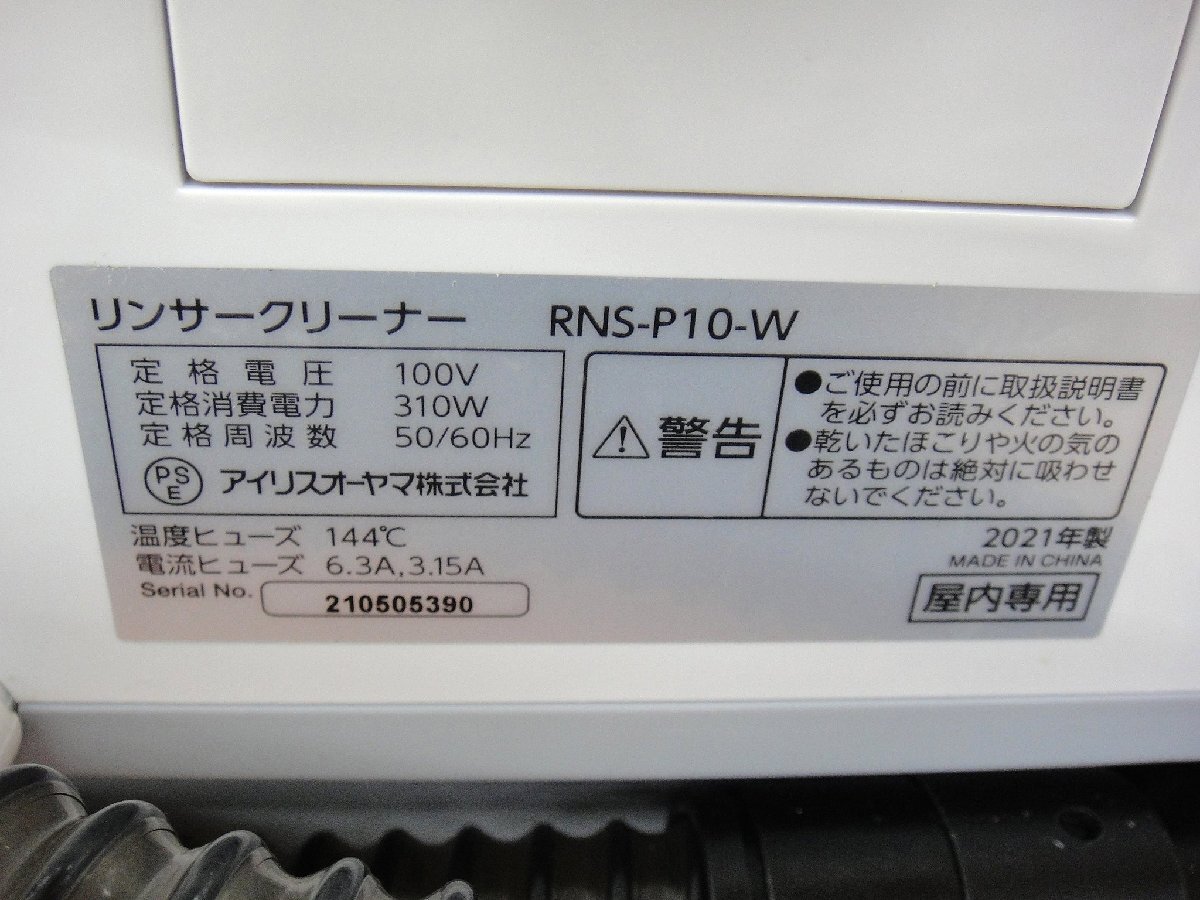 リンサークリーナー RNS-P10-W
定格電圧 100V
定格消費電力 310W
定格周波数 50/60Hz
PSE アイリスオーヤマ株式会社
警告
●ご使用の前に取扱説明書
を必ずお読みください。
●乾いたほこりや火の気の
あるものは絶対に吸わせ
ないでください。
温度ヒューズ 144℃
電流ヒューズ 6.3A,3.15A
Serial No. 210505390
2021年製
MADE IN CHINA
屋内専用